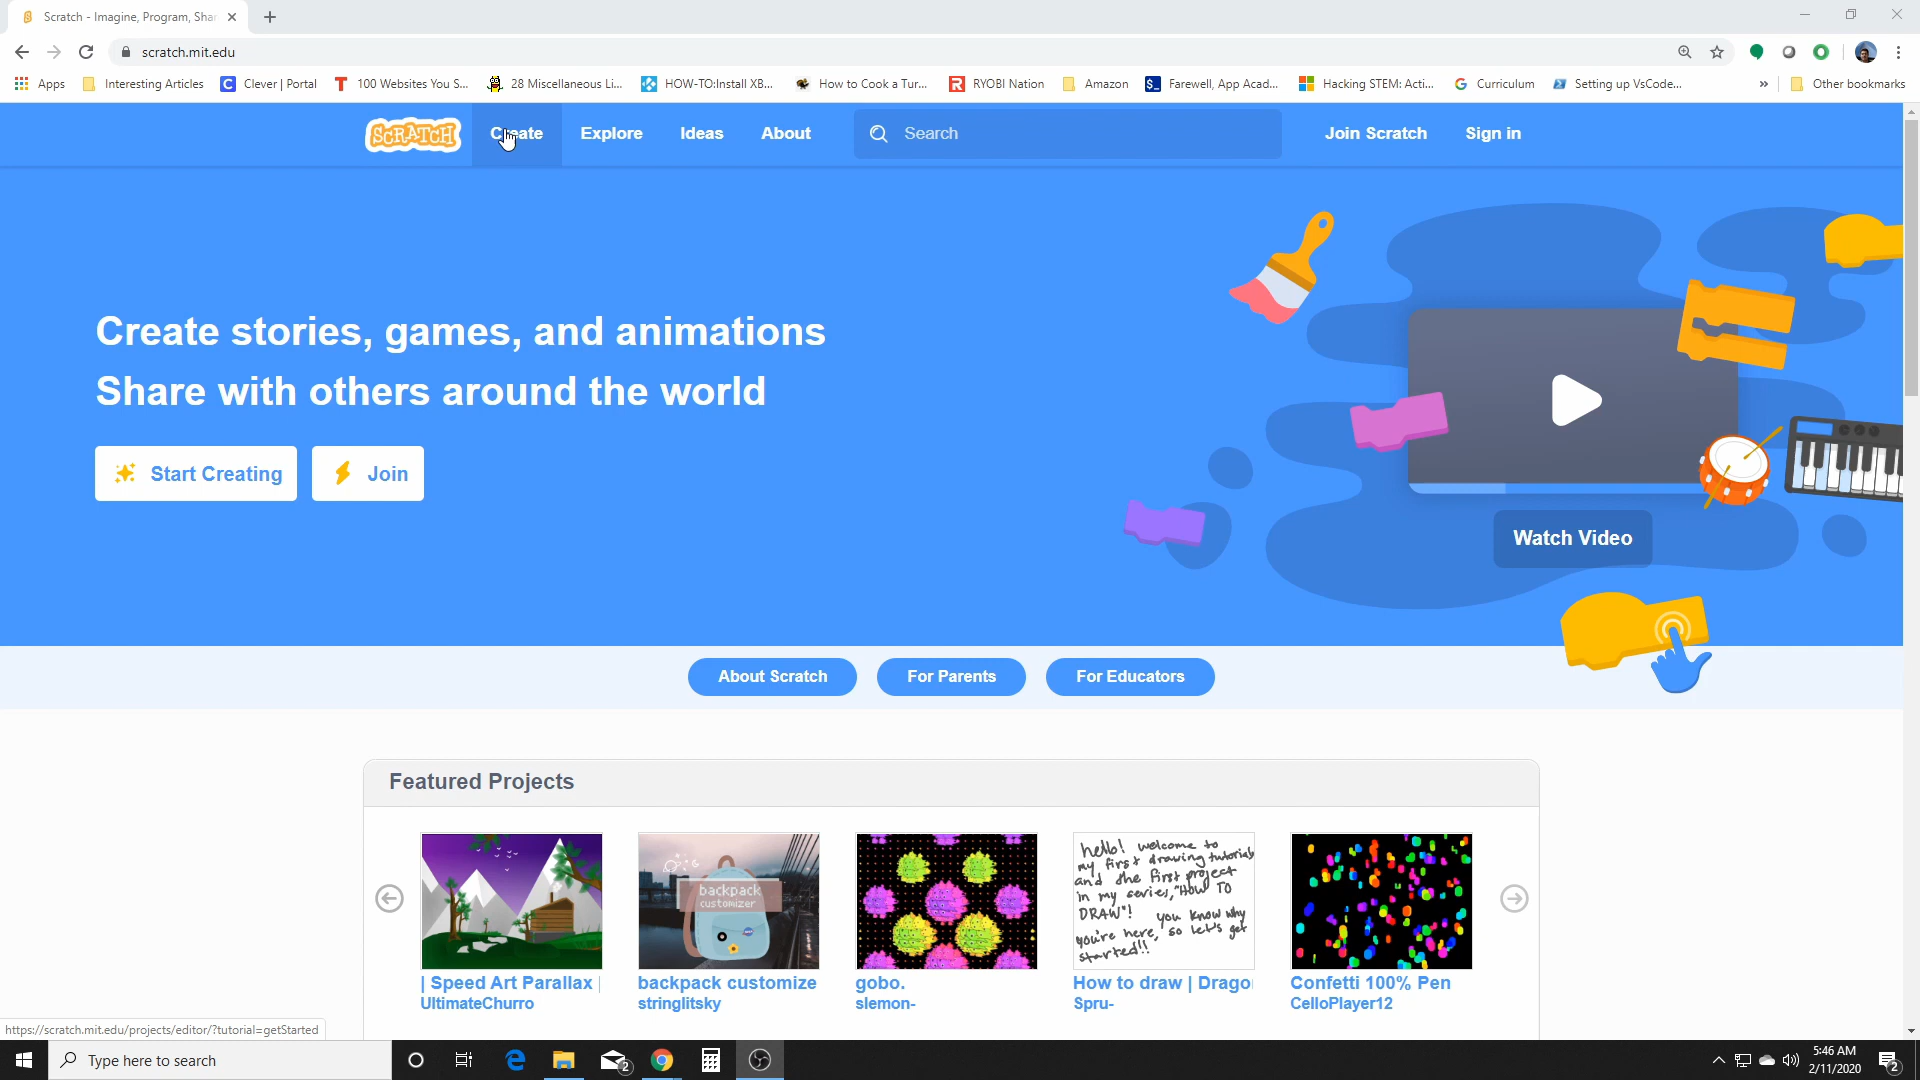 Scratch - Imagine, Program, Shar
scratch.mit.edu
Apps
Interesting Articles
Clever | Portal
100 Websites You S...
28 Miscellaneous Li...
HOW-TO:Install XB...
How to Cook a Tur...
RYOBI Nation
Amazon
Farewell, App Acad...
Hacking STEM: Acti...
Curriculum
Setting up VsCode...
»
Other bookmarks
SCRATCH
Create
Explore
Ideas
About
Search
Join Scratch
Sign in
Create stories, games, and animations
Share with others around the world
Start Creating
Join
Watch Video
About Scratch
For Parents
For Educators
Featured Projects
backpack
customizer
hello! welcome to
my first drawing tutorial
and the first project
in my series,"HOW TO
DRAW"! you know why
you're here, so let's get
started!!
| Speed Art Parallax |
UltimateChurro
backpack customize
stringlitsky
gobo.
slemon-
How to draw | Drago
Spru-
Confetti 100% Pen
CelloPlayer12
https://scratch.mit.edu/projects/editor/?tutorial=getStarted
Type here to search
2
5:46 AM
2/11/2020
2